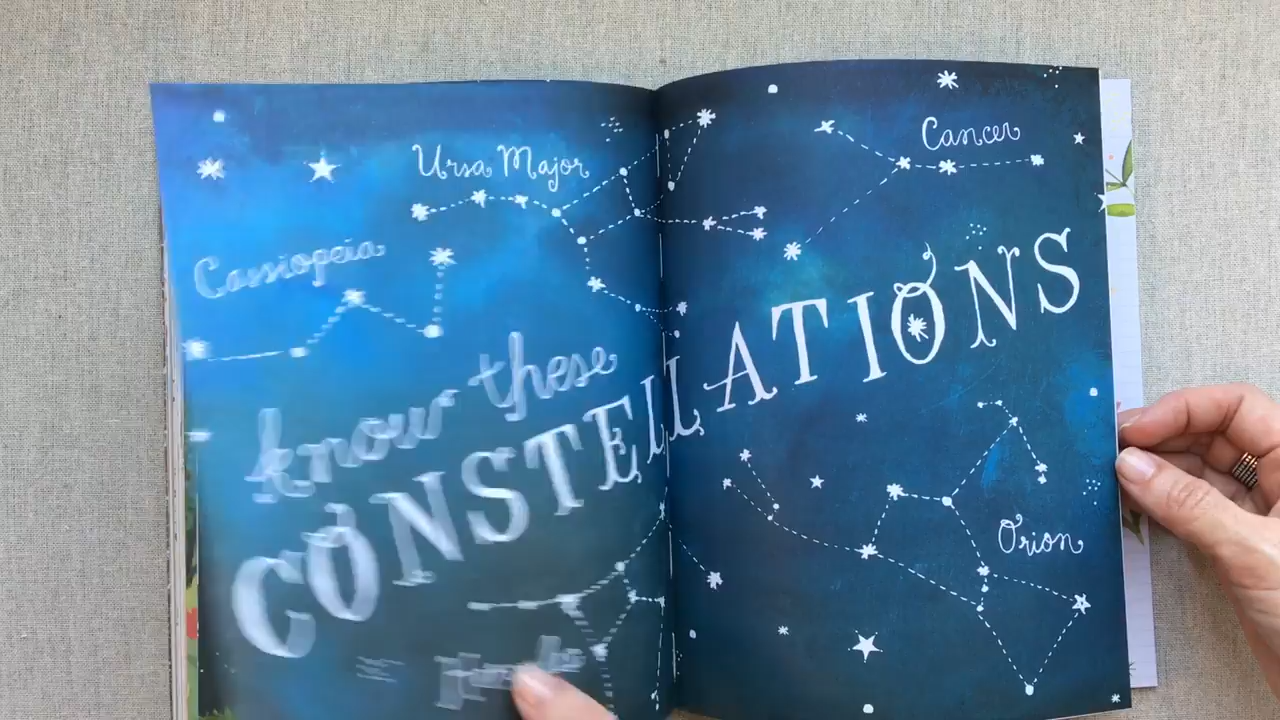 Ursa Major
Cancer
Cassiopeia
know these
CONSTELLATIONS
Orion